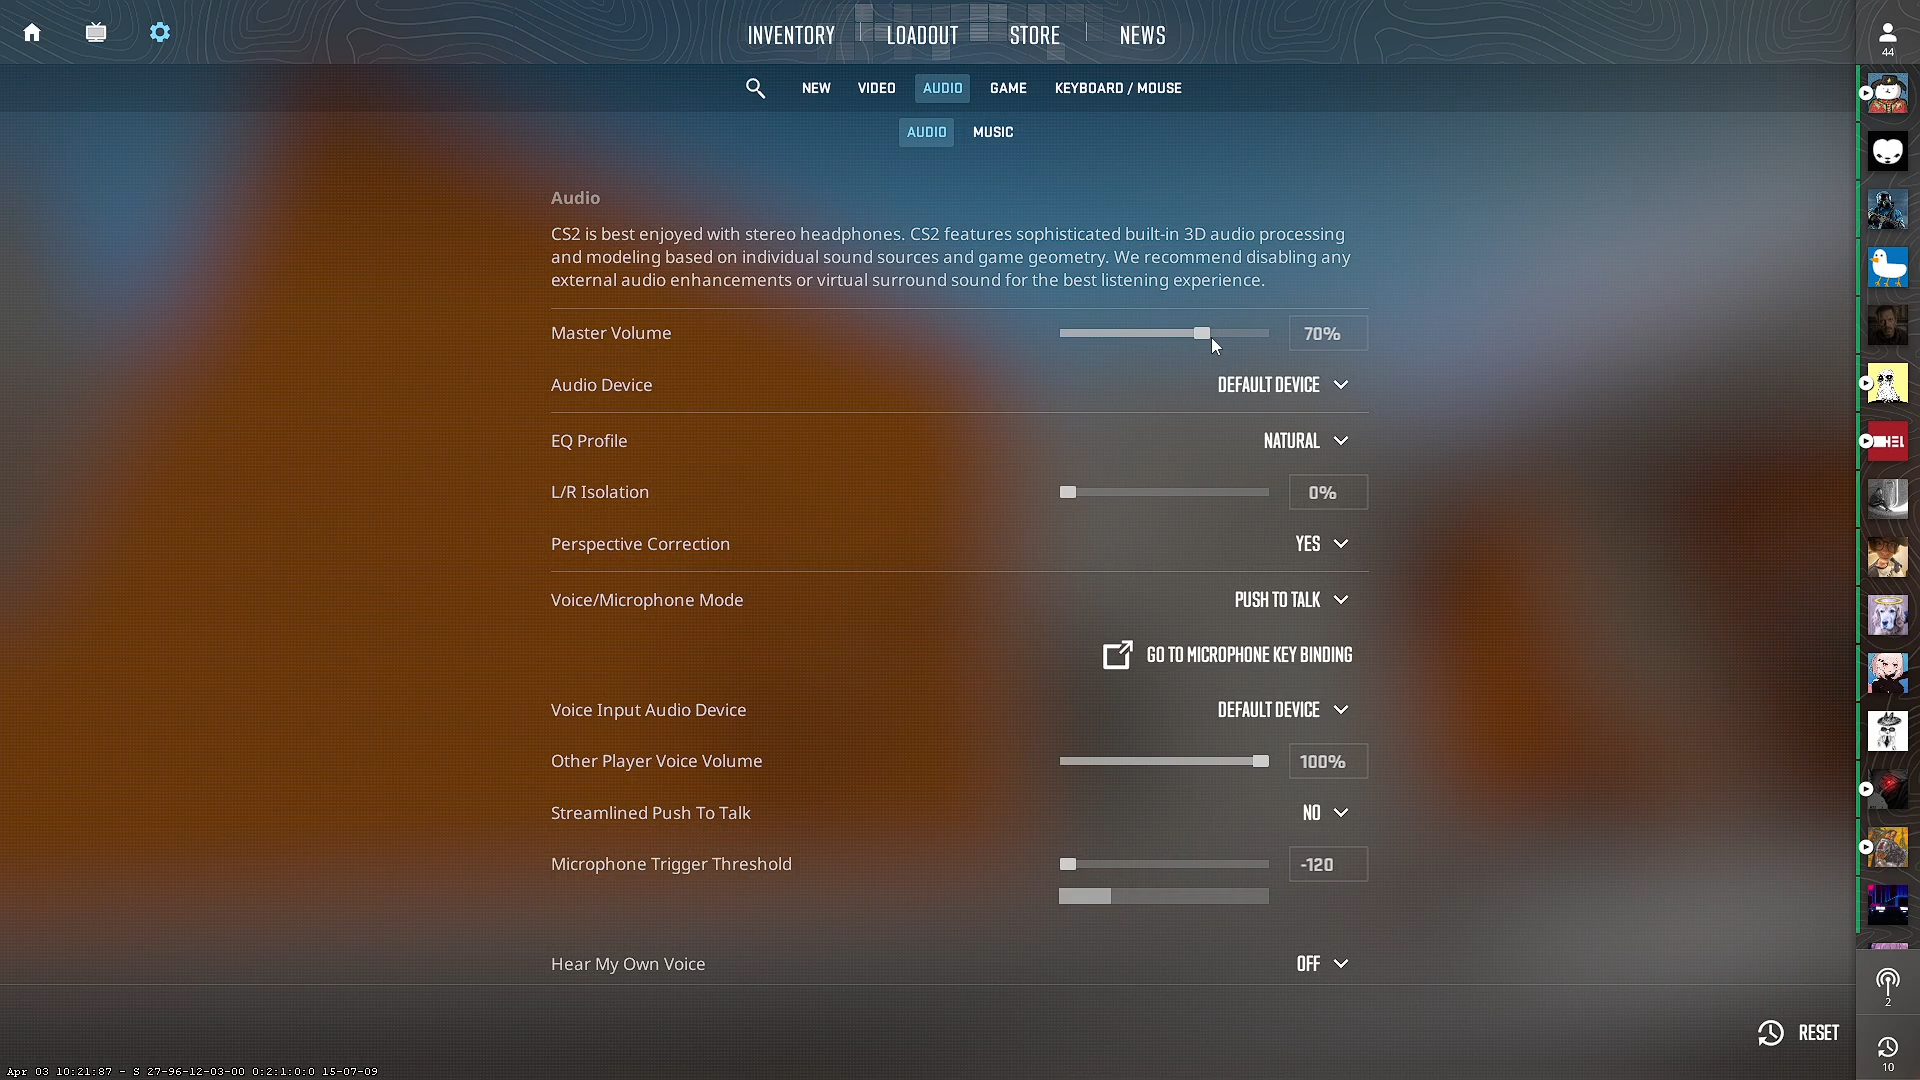 INVENTORY
LOADOUT
STORE
NEWS
44
NEW
VIDEO
AUDIO
GAME
KEYBOARD / MOUSE
AUDIO
MUSIC
Audio
CS2 is best enjoyed with stereo headphones. CS2 features sophisticated built-in 3D audio processing
and modeling based on individual sound sources and game geometry. We recommend disabling any
external audio enhancements or virtual surround sound for the best listening experience.
Master Volume
70%
Audio Device
DEFAULT DEVICE
EQ Profile
NATURAL
L/R Isolation
0%
Perspective Correction
YES
Voice/Microphone Mode
PUSH TO TALK
GO TO MICROPHONE KEY BINDING
Voice Input Audio Device
DEFAULT DEVICE
Other Player Voice Volume
100%
Streamlined Push To Talk
NO
Microphone Trigger Threshold
-120
Hear My Own Voice
OFF
2
RESET
10
Apr 03 10:21:87 - S 27-96-12-03-00 0:2:1:0:0 15-07-09